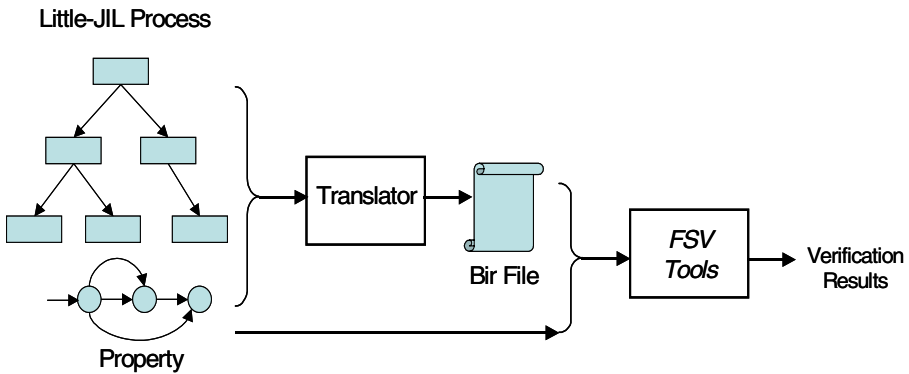 Little-JIL Process
Translator
Bir File
FSV
Tools
Verification
Results
Property